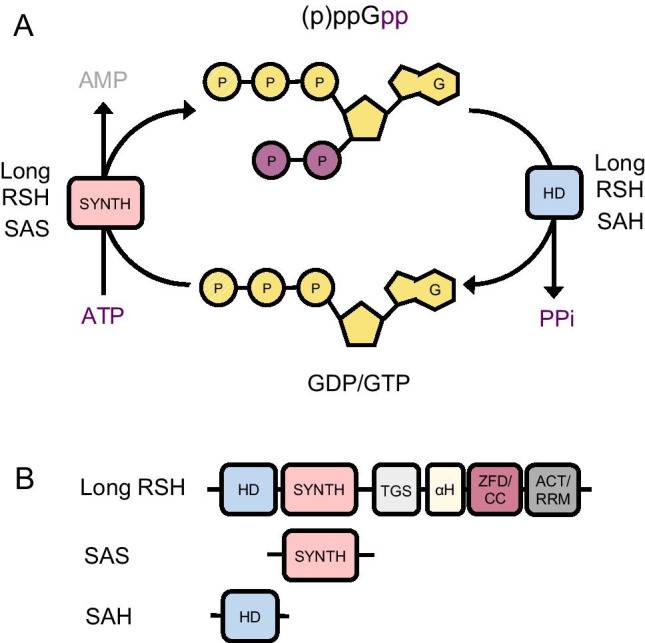 A
(p)ppGpp
AMP
P P P G
P P
Long
RSH
SAS
SYNTH
HD
Long
RSH
SAH
ATP
P P P G
PPi
GDP/GTP
B
Long RSH HD SYNTH TGS αH ZFD/
CC ACT/
RRM
SAS SYNTH
SAH HD